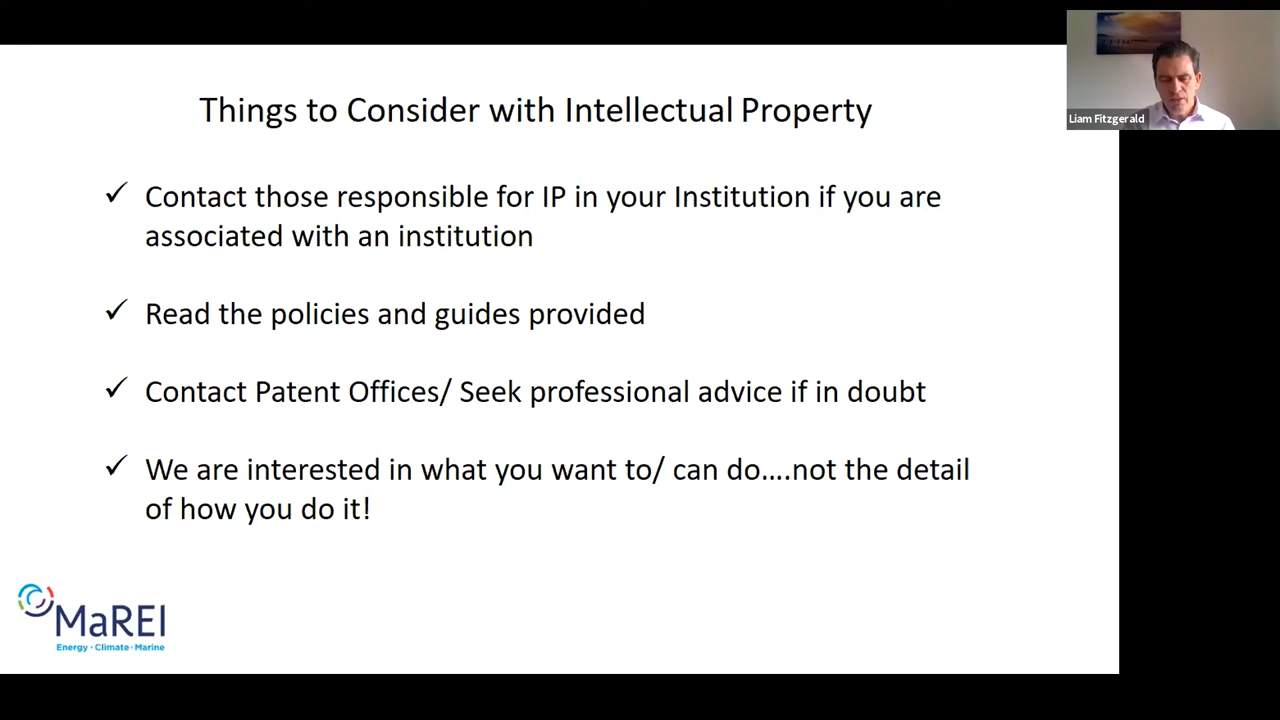 Things to Consider with Intellectual Property
✓ Contact those responsible for IP in your Institution if you are
associated with an institution
✓ Read the policies and guides provided
✓ Contact Patent Offices/ Seek professional advice if in doubt
✓ We are interested in what you want to/ can do....not the detail
of how you do it!
MaREI
Energy · Climate · Marine
Liam Fitzgerald